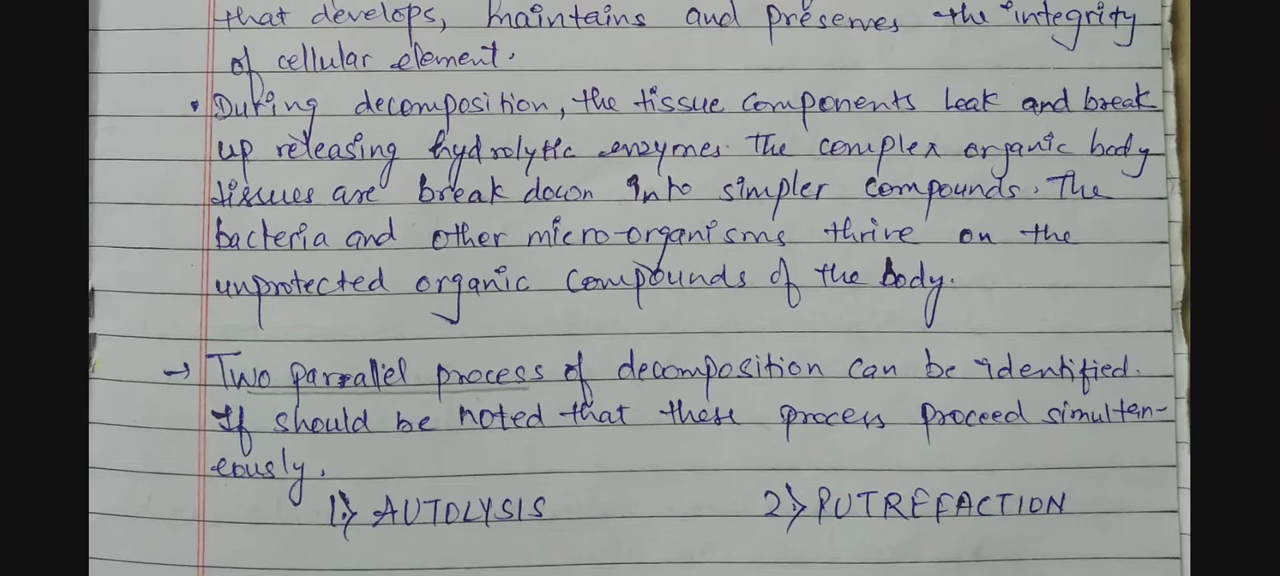 that develops, maintains and preserves the integrity
of cellular element.
• During decomposition, the tissue components leak and break
up releasing hydrolytic enzymes. The complex organic body
tissues are break down into simpler compounds. The
bacteria and other micro-organisms thrive on the
unprotected organic compounds of the body.
→ Two parrallel process of decomposition can be identified.
If should be noted that these process proceed simulten-
eously.
1) AUTOLYSIS 2) PUTREFACTION